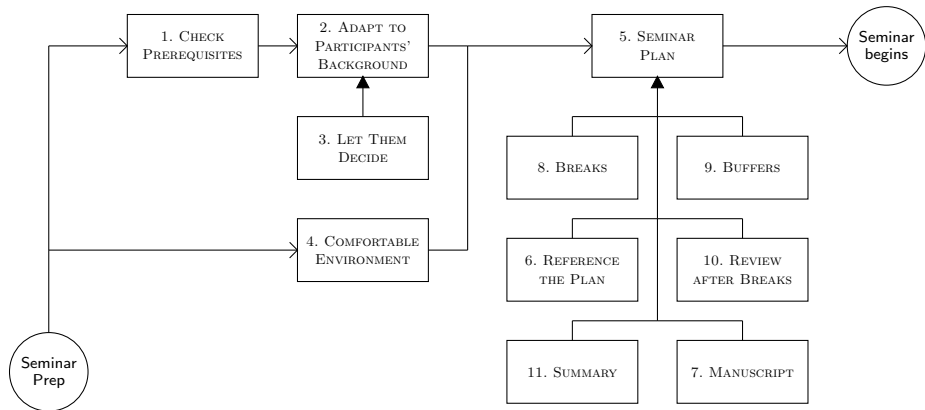 1. Check
Prerequisites
2. Adapt to
Participants'
Background
5. Seminar
Plan
Seminar
begins
3. Let Them
Decide
8. Breaks
9. Buffers
4. Comfortable
Environment
6. Reference
the Plan
10. Review
after Breaks
Seminar
Prep
11. Summary
7. Manuscript